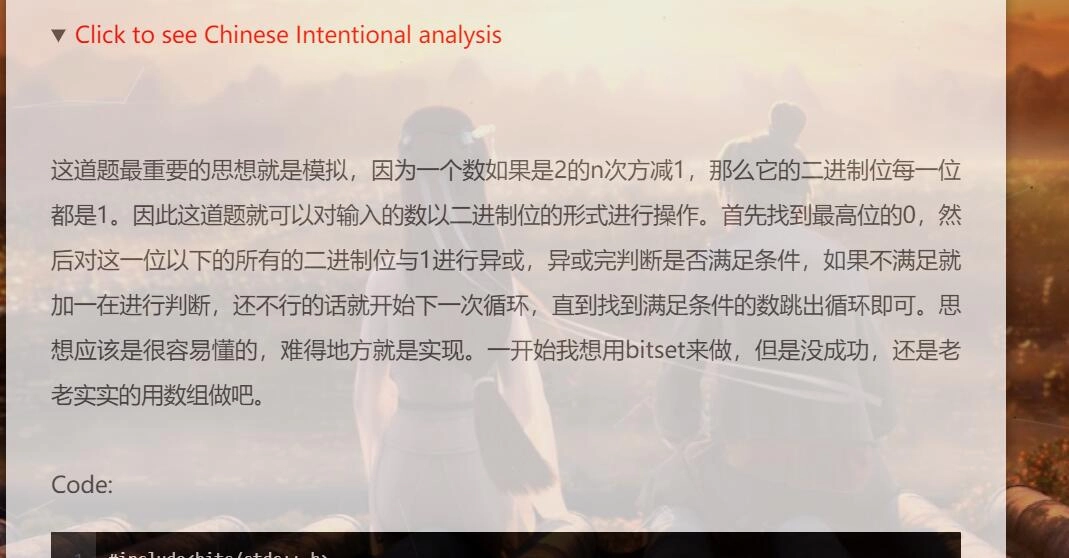 Click to see Chinese Intentional analysis
这道题最重要的思想就是模拟，因为一个数如果是2的n次方减1，那么它的二进制位每一位
都是1。因此这道题就可以对输入的数以二进制位的形式进行操作。首先找到最高位的0，然
后对这一位以下的所有的二进制位与1进行异或，异或完判断是否满足条件，如果不满足就
加一在进行判断，还不行的话就开始下一次循环，直到找到满足条件的数跳出循环即可。思
想应该是很容易懂的，难得地方就是实现。一开始我想用bitset来做，但是没成功，还是老
老实实的用数组做吧。
Code:
1 #include<bits/stdc++.h>